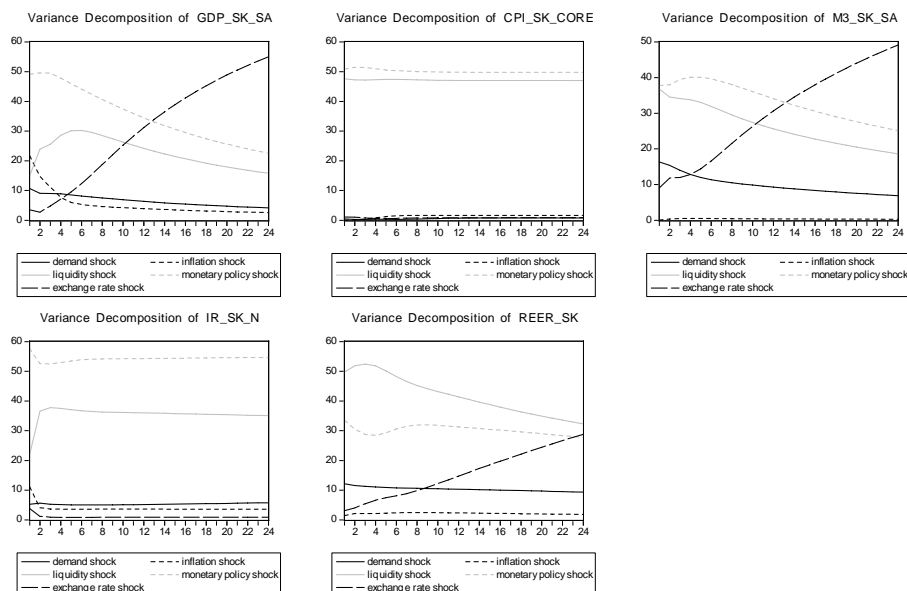 Variance Decomposition of GDP_SK_SA
60
50
40
30
20
10
0
2 4 6 8 10 12 14 16 18 20 22 24
demand shock inflation shock
liquidity shock monetary policy shock
exchange rate shock
Variance Decomposition of CPI_SK_CORE
60
50
40
30
20
10
0
2 4 6 8 10 12 14 16 18 20 22 24
demand shock inflation shock
liquidity shock monetary policy shock
exchange rate shock
Variance Decomposition of M3_SK_SA
50
40
30
20
10
0
2 4 6 8 10 12 14 16 18 20 22 24
demand shock inflation shock
liquidity shock monetary policy shock
exchange rate shock
Variance Decomposition of IR_SK_N
60
50
40
30
20
10
0
2 4 6 8 10 12 14 16 18 20 22 24
demand shock inflation shock
liquidity shock monetary policy shock
exchange rate shock
Variance Decomposition of REER_SK
60
50
40
30
20
10
0
2 4 6 8 10 12 14 16 18 20 22 24
demand shock inflation shock
liquidity shock monetary policy shock
exchange rate shock